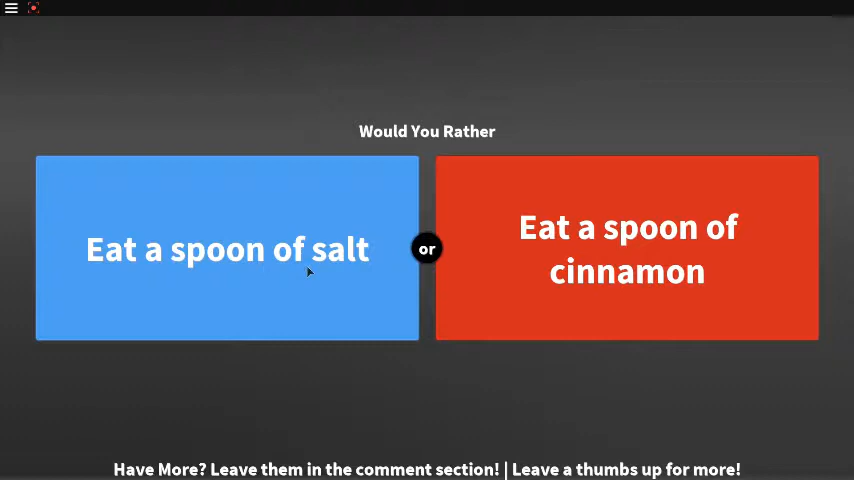 Would You Rather
Eat a spoon of salt
or
Eat a spoon of
cinnamon
Have More? Leave them in the comment section! | Leave a thumbs up for more!